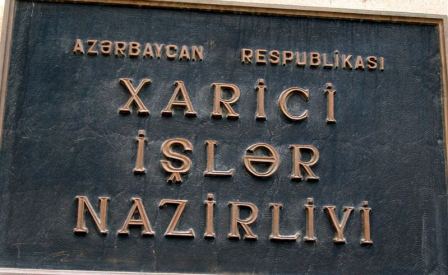 AZƏRBAYCAN RESPUBLİKASI
XARİCİ
İŞLƏR
NAZİRLİYİ